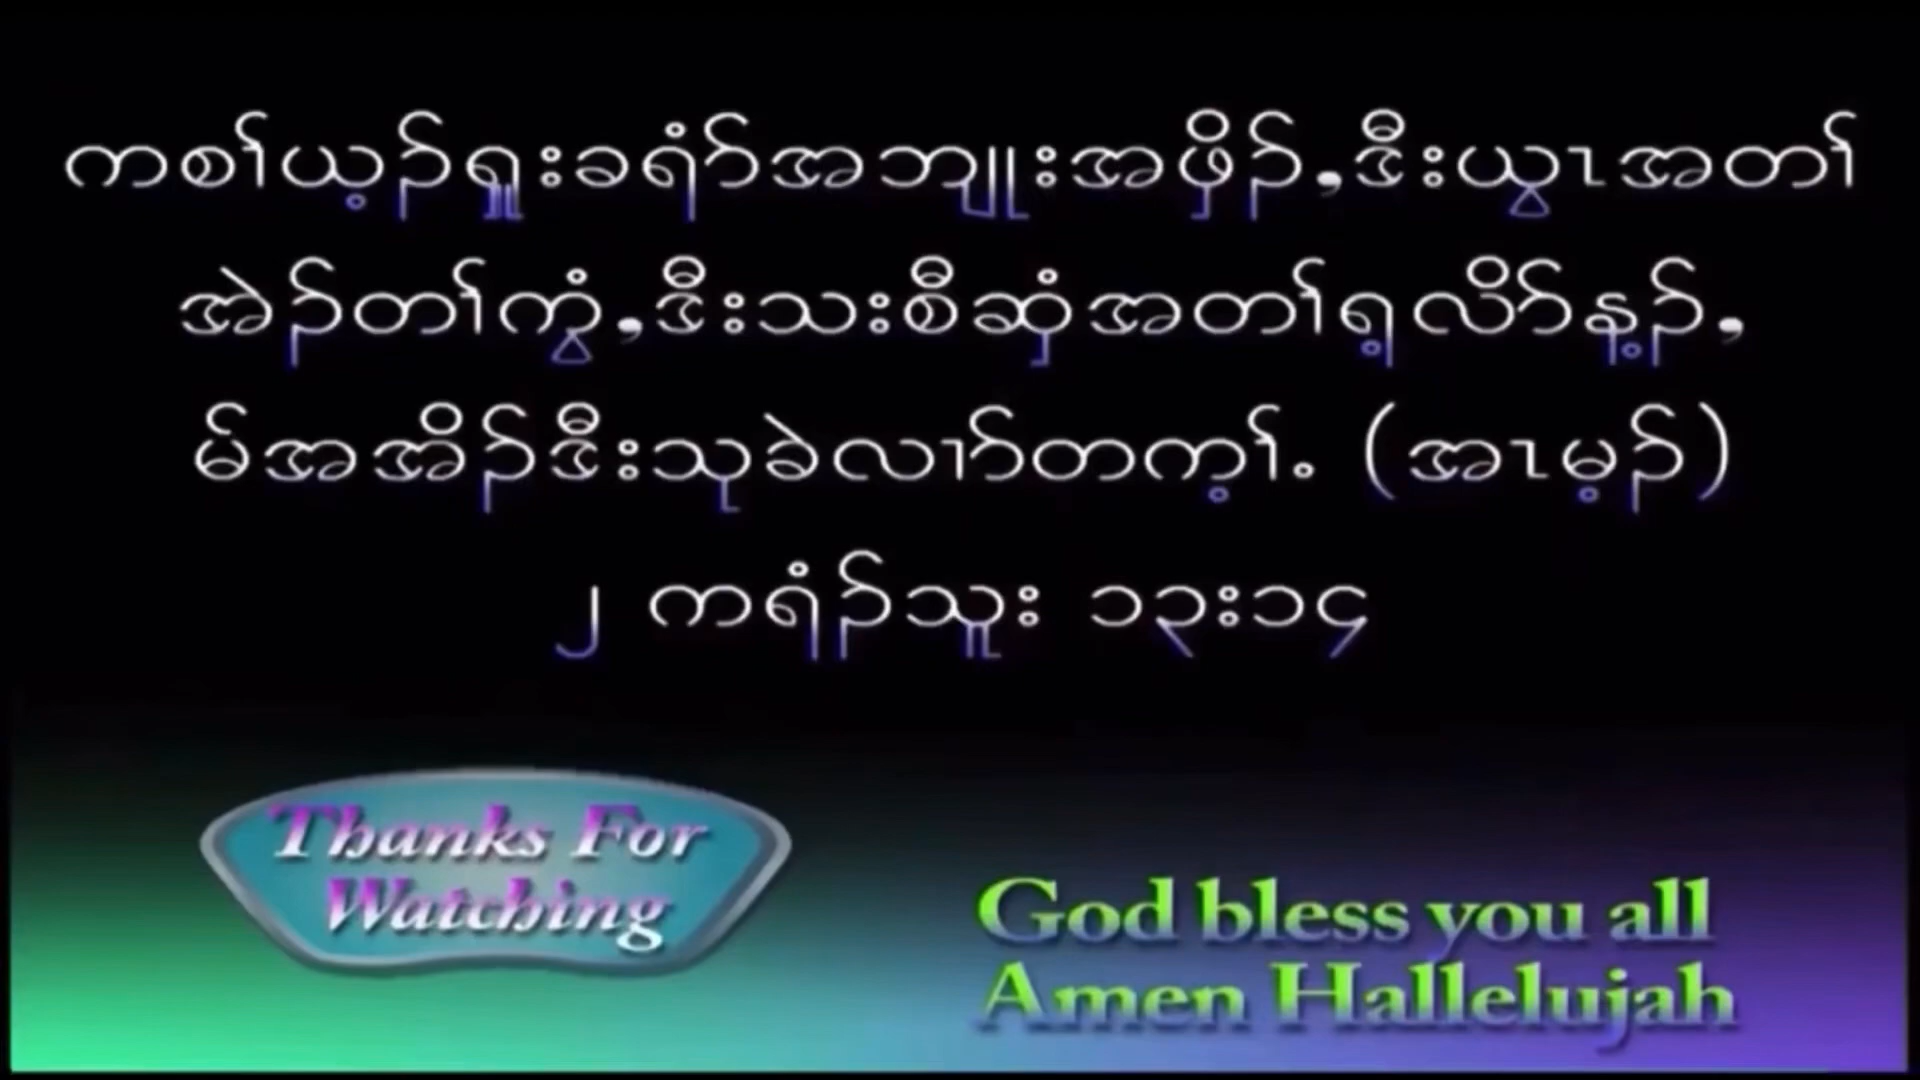 ကစၢ်ယ့ၣ်ၡူးခရံာ်အဘျုးအဖှိၣ်,ဒီးယွၤအတၢ်
အဲၣ်တၢ်ကွံ,ဒီးသးစီဆှံအတၢ်ရ့လိာ်န့ၣ်,
မ်အအိၣ်ဒီးသုခဲလၢာ်တက့ၢ်. (အၤမ့ၣ်)
၂ ကရံၣ်သူး ၁၃း၁၄
Thanks For
Watching
God bless you all
Amen Hallelujah